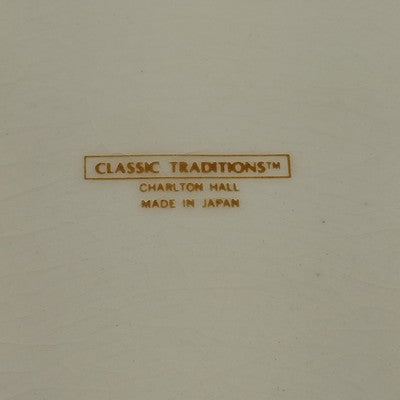 CLASSIC TRADITIONS™
CHARLTON HALL
MADE IN JAPAN